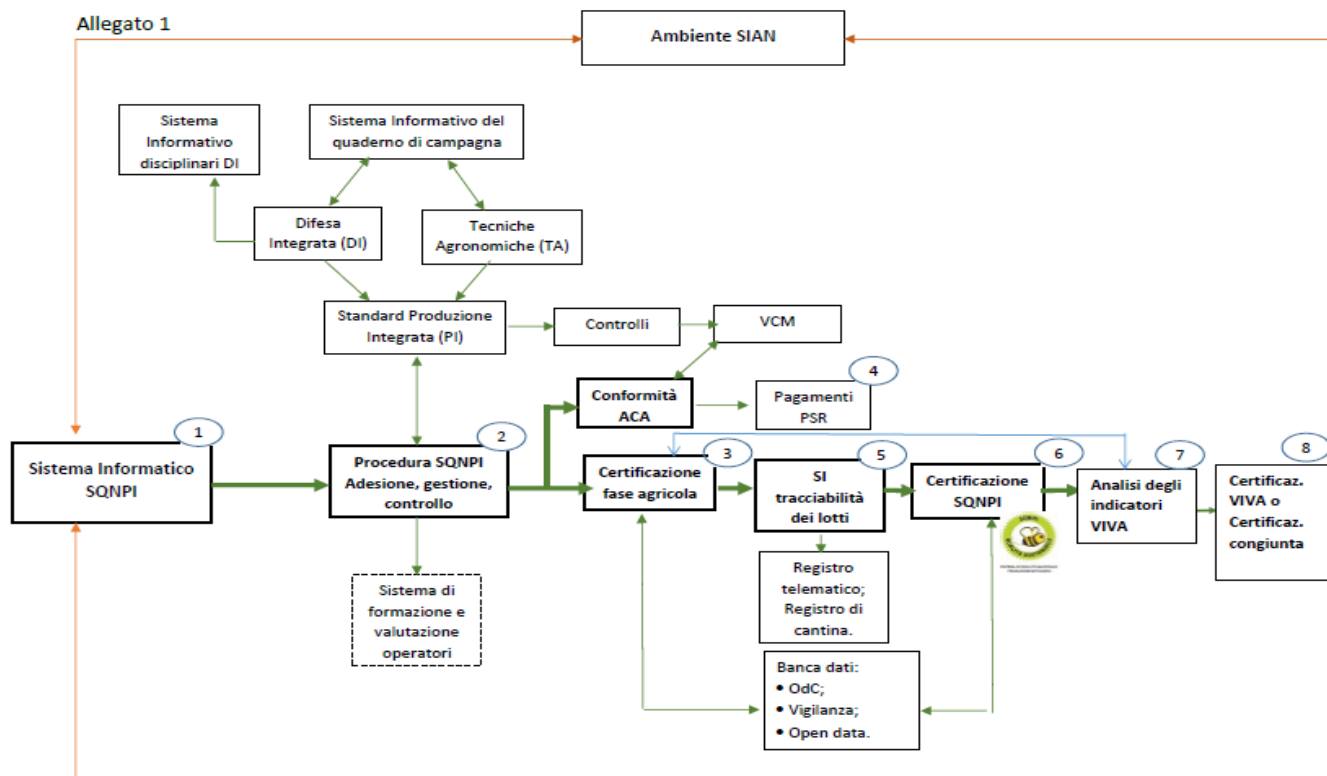 Allegato 1
Ambiente SIAN
Sistema
Informativo
disciplinari DI
Sistema Informativo del
quaderno di campagna
Difesa
Integrata (DI)
Tecniche
Agronomiche (TA)
Standard Produzione
Integrata (PI)
Controlli
VCM
4
Conformità
ACA
Pagamenti
PSR
1
Sistema Informatico
SQNPI
2
Procedura SQNPI
Adesione, gestione,
controllo
3
Certificazione
fase agricola
5
SI
tracciabilità
dei lotti
6
Certificazione
SQNPI
7
Analisi degli
indicatori
VIVA
8
Certificaz.
VIVA o
Certificaz.
congiunta
Sistema di
formazione e
valutazione
operatori
Registro
telematico;
Registro di
cantina.
Banca dati:
• OdC;
• Vigilanza;
• Open data.